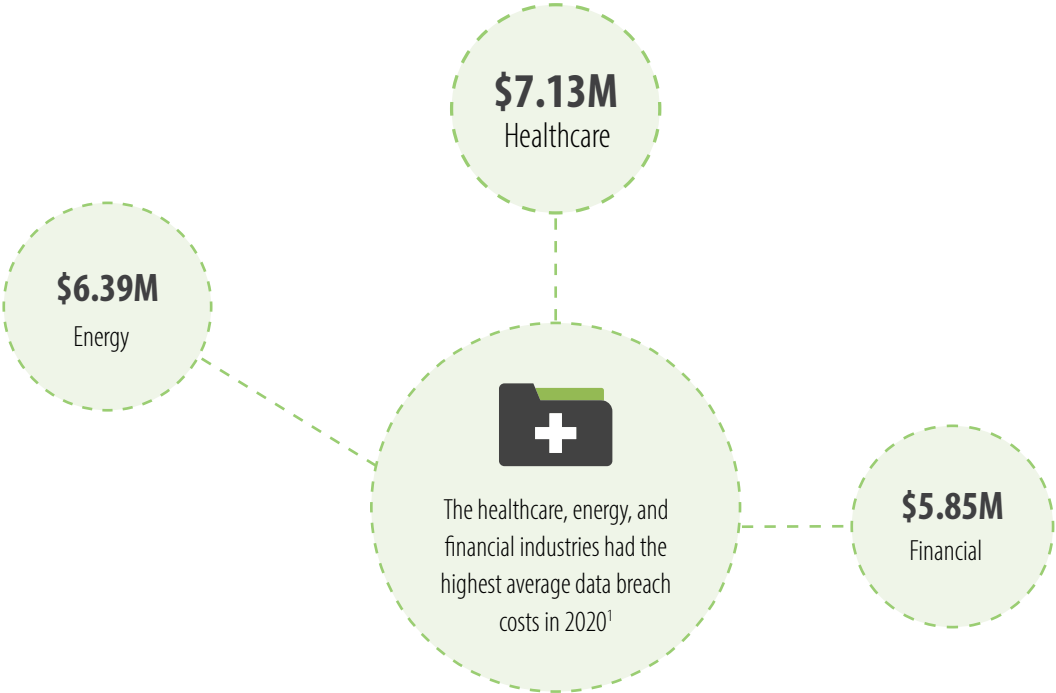 $7.13M
Healthcare
$6.39M
Energy
The healthcare, energy, and
financial industries had the
highest average data breach
costs in 2020¹
$5.85M
Financial